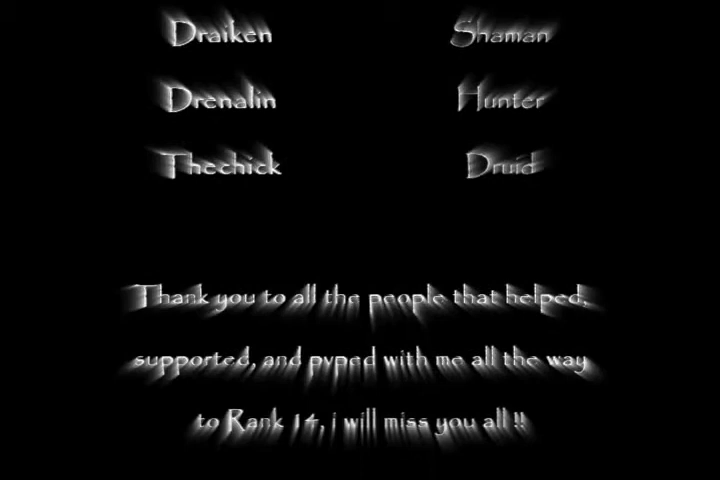 Draiken Shaman
Drenalin Hunter
Thechick Druid
Thank you to all the people that helped,
supported, and pvped with me all the way
to Rank 14, i will miss you all !!